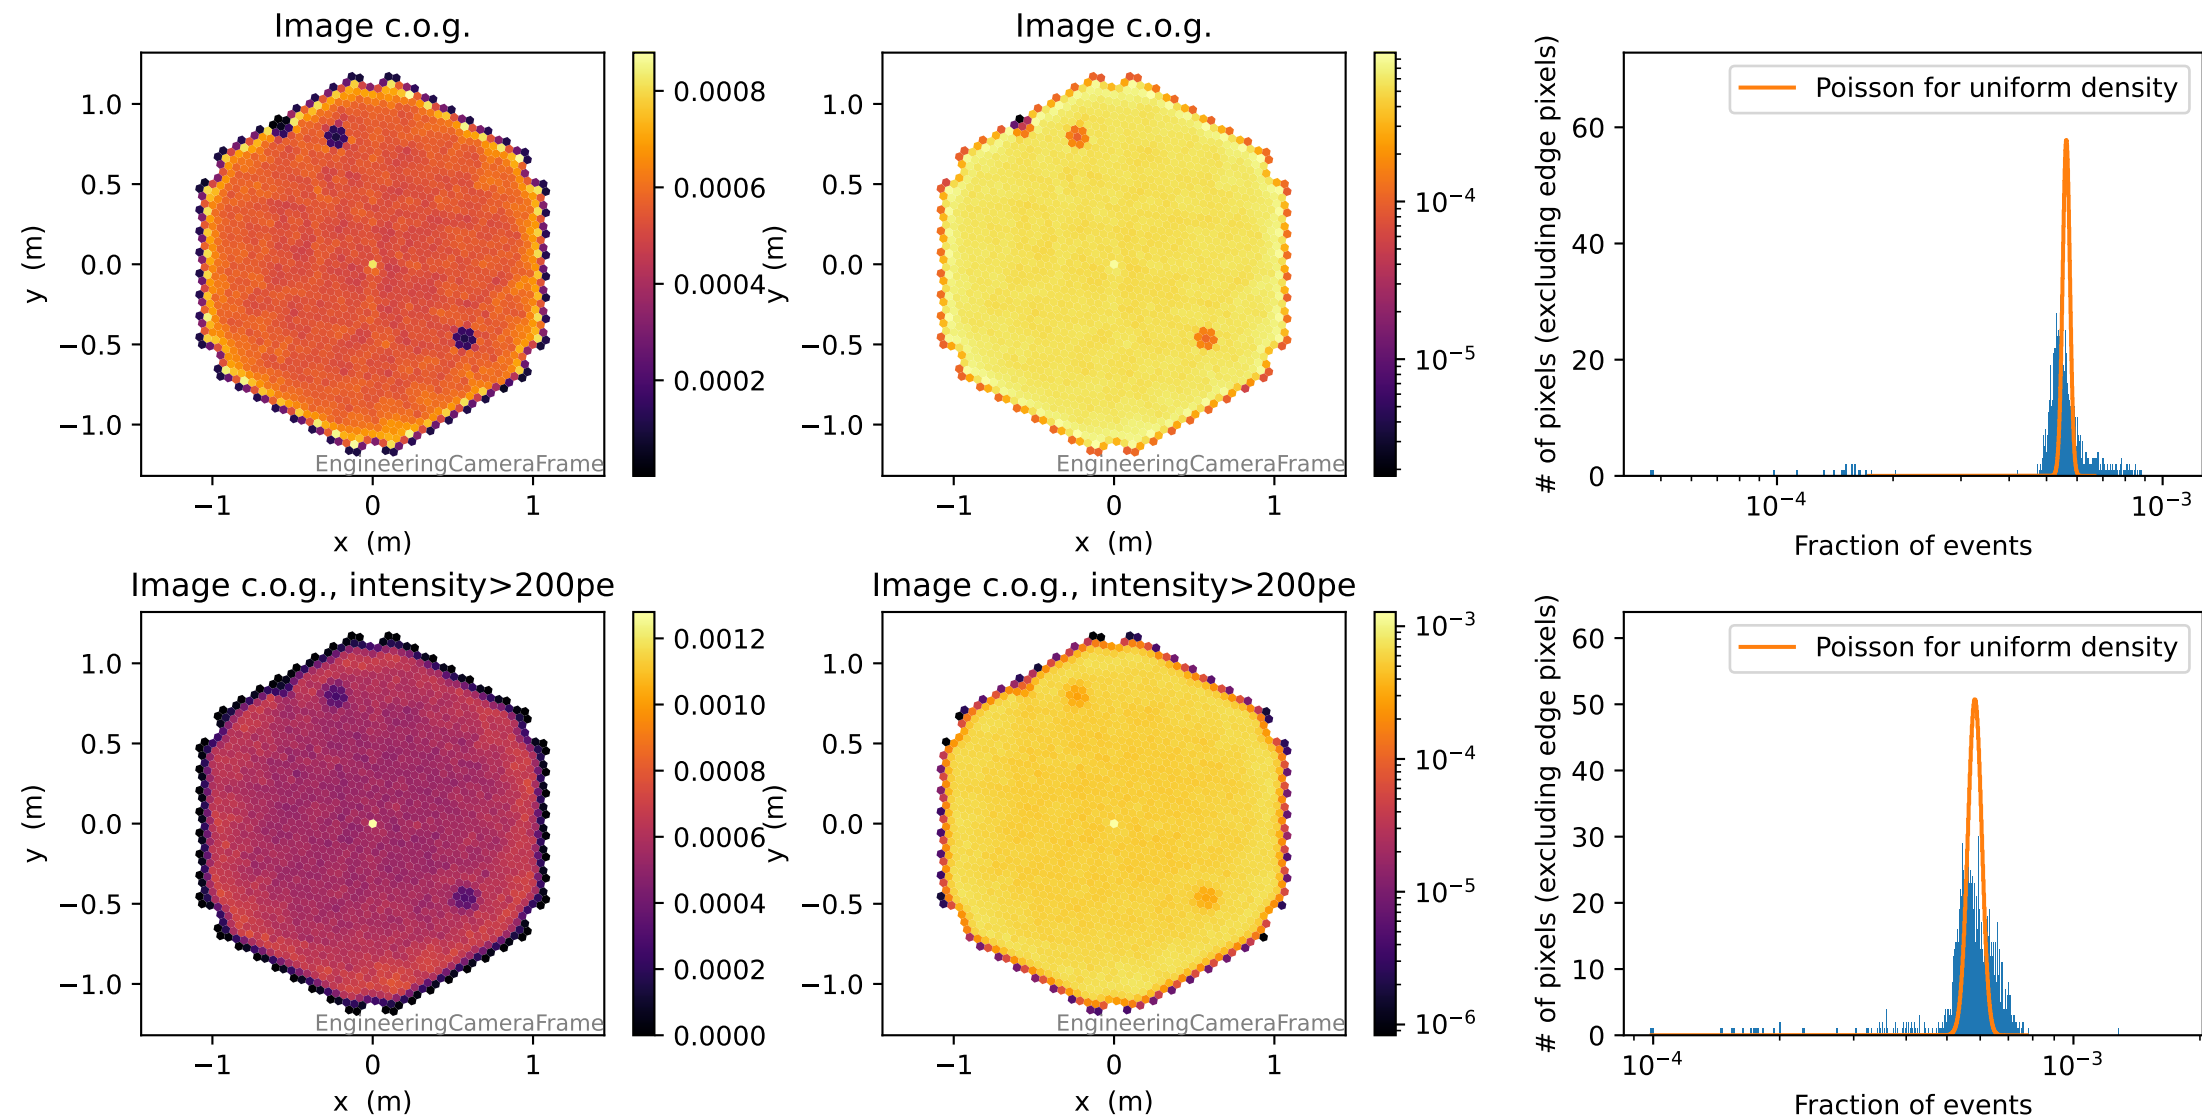 Image c.o.g.
Image c.o.g.
1.0
0.5
0.0
−0.5
−1.0
y (m)
−1
0
1
x (m)
EngineeringCameraFrame
0.0008
0.0006
0.0004
0.0002
1.0
0.5
0.0
−0.5
−1.0
y (m)
−1
0
1
x (m)
EngineeringCameraFrame
10−4
10−5
# of pixels (excluding edge pixels)
60
40
20
0
Poisson for uniform density
10−4
10−3
Fraction of events
Image c.o.g., intensity>200pe
Image c.o.g., intensity>200pe
1.0
0.5
0.0
−0.5
−1.0
y (m)
−1
0
1
x (m)
EngineeringCameraFrame
0.0012
0.0010
0.0008
0.0006
0.0004
0.0002
0.0000
1.0
0.5
0.0
−0.5
−1.0
y (m)
−1
0
1
x (m)
EngineeringCameraFrame
10−3
10−4
10−5
10−6
# of pixels (excluding edge pixels)
60
50
40
30
20
10
0
Poisson for uniform density
10−4
10−3
Fraction of events